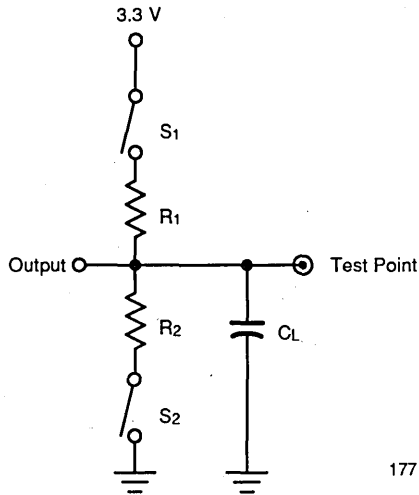 3.3 V
S1
R1
Output
Test Point
R2
CL
S2
177